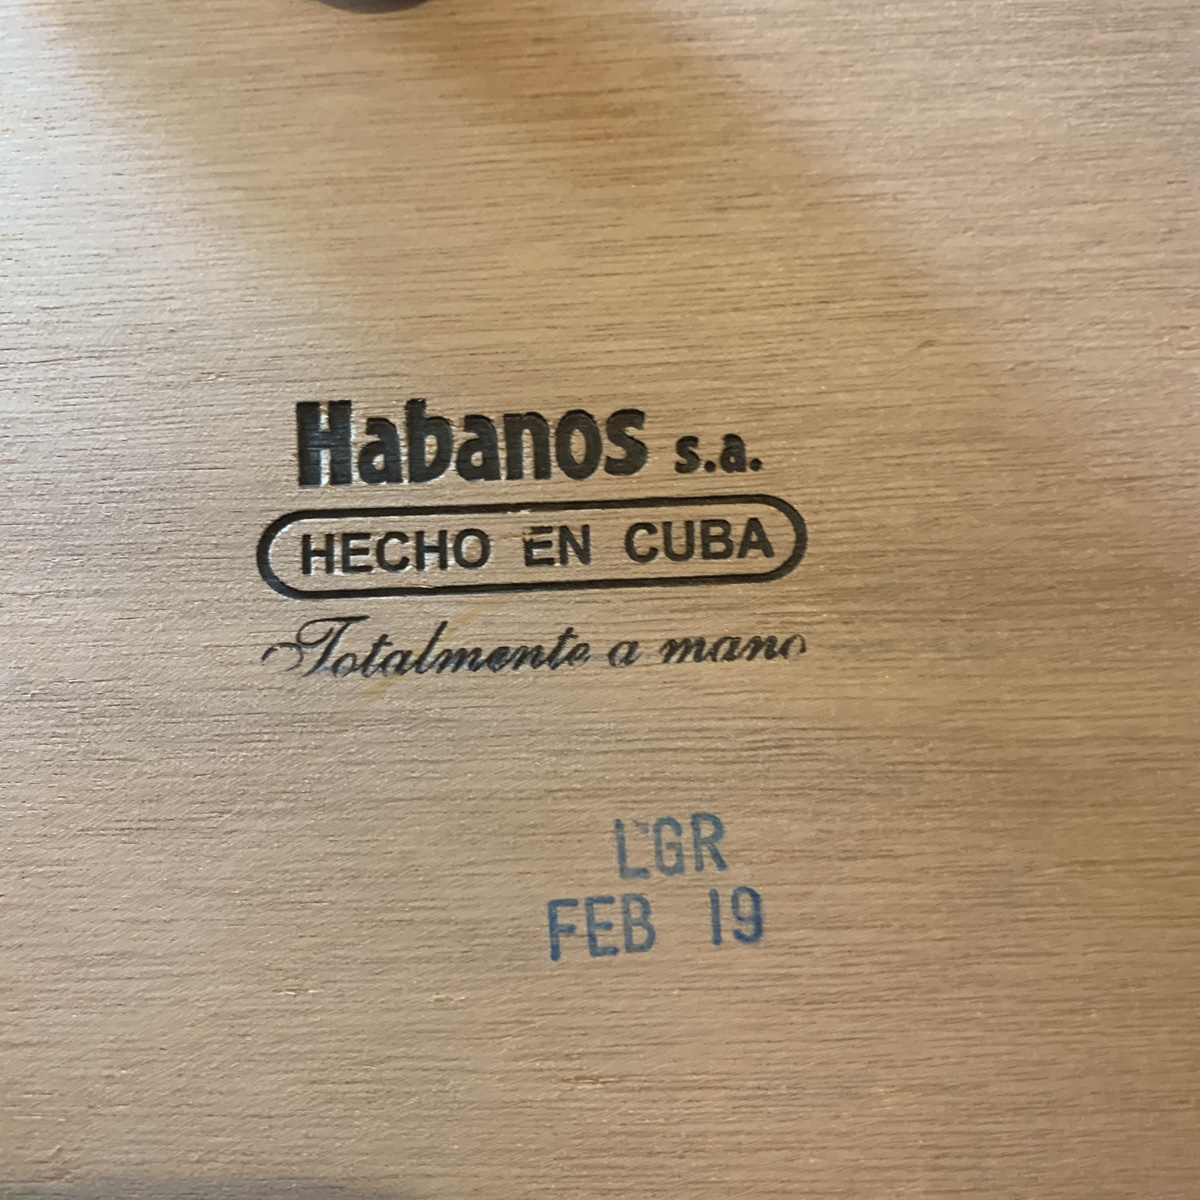 Habanos s.a.
HECHO EN CUBA
Totalmente a mano
LGR
FEB 19